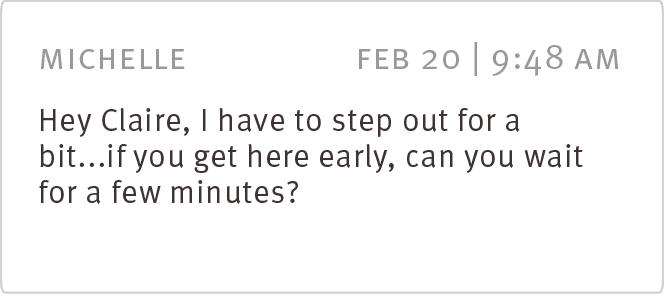 MICHELLE FEB 20 | 9:48 AM
Hey Claire, I have to step out for a
bit...if you get here early, can you wait
for a few minutes?